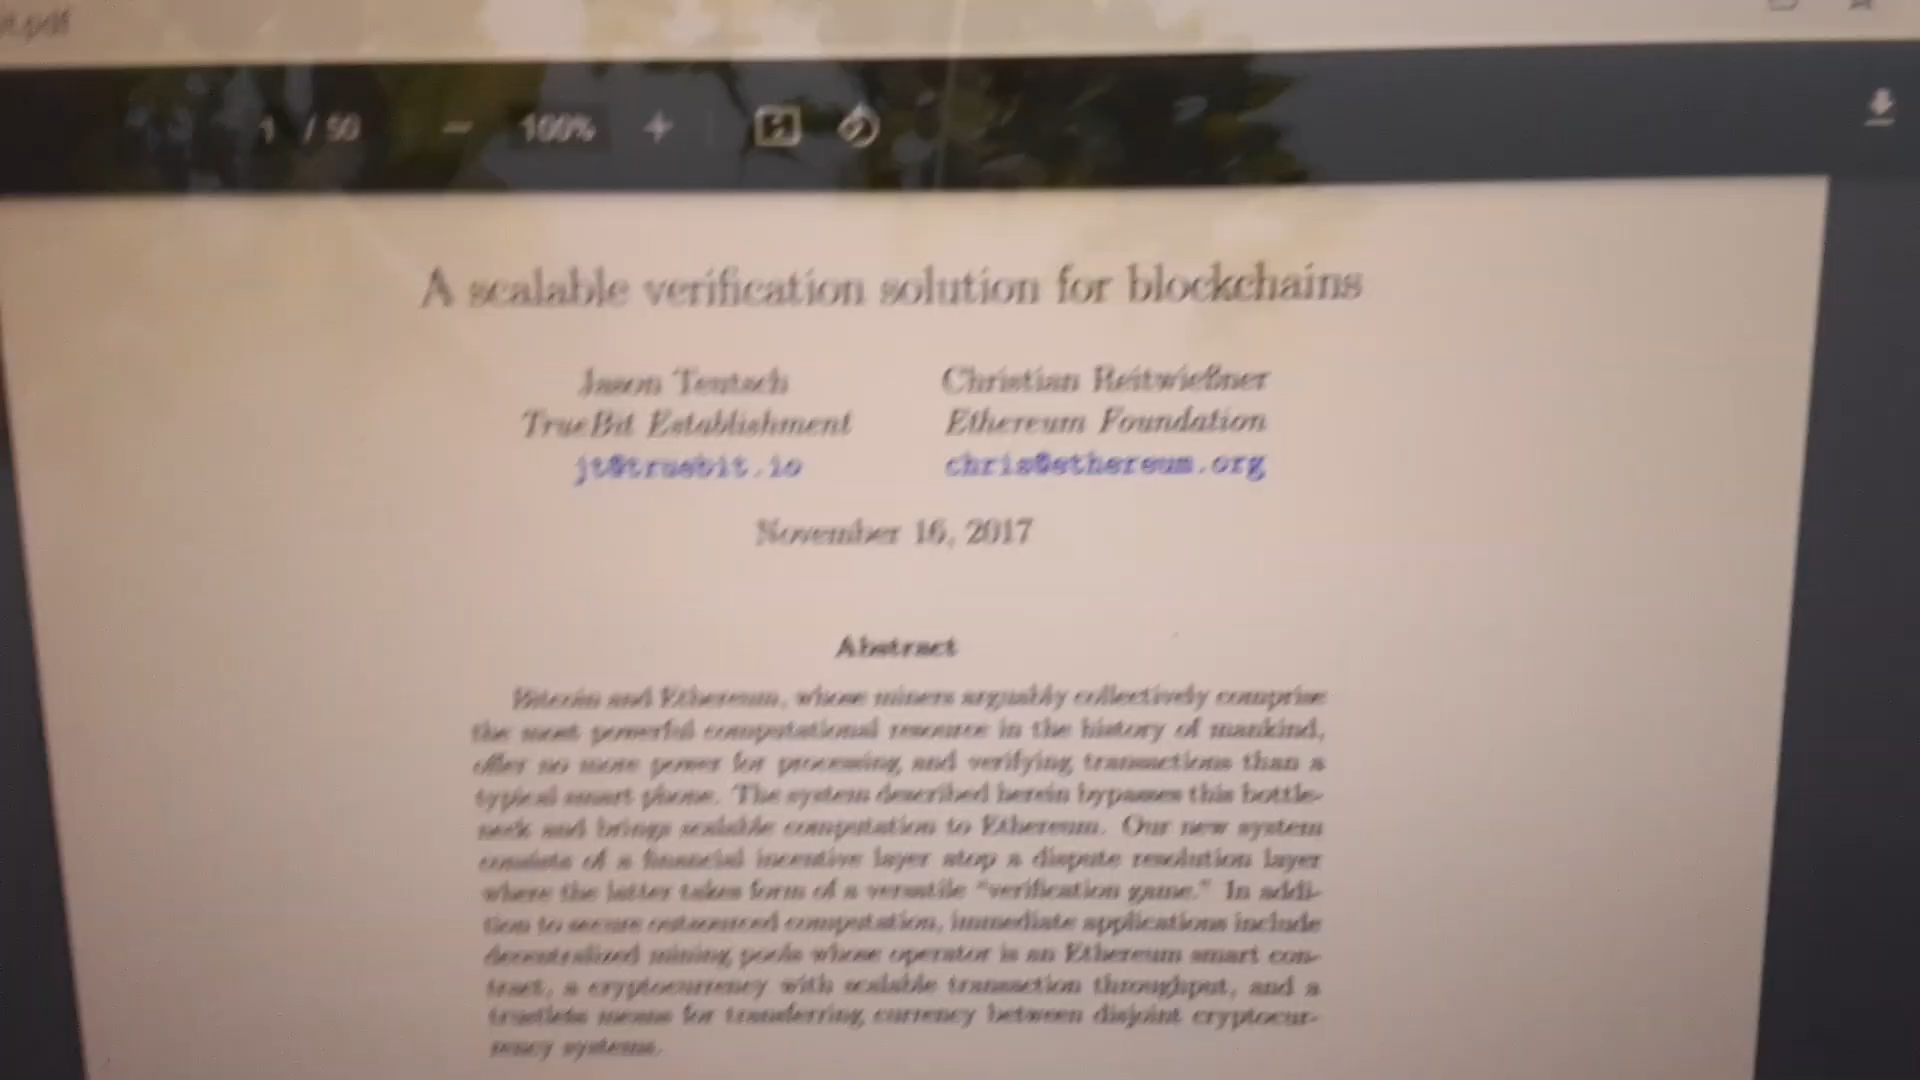 .pdf
1 / 50 — 100% +
A scalable verification solution for blockchains
Jason Teutsch Christian Reitwießner
TrueBit Establishment Ethereum Foundation
jt@truebit.io chris@ethereum.org
November 16, 2017
Abstract
Bitcoin and Ethereum, whose miners arguably collectively comprise
the most powerful computational resource in the history of mankind,
offer no more power for processing and verifying transactions than a
typical smart phone. The system described herein bypasses this bottle-
neck and brings scalable computation to Ethereum. Our new system
consists of a financial incentive layer atop a dispute resolution layer
where the latter takes form of a versatile “verification game.” In addi-
tion to secure outsourced computation, immediate applications include
decentralized mining pools whose operator is an Ethereum smart con-
tract, a cryptocurrency with scalable transaction throughput, and a
trustless means for transferring currency between disjoint cryptocur-
rency systems.